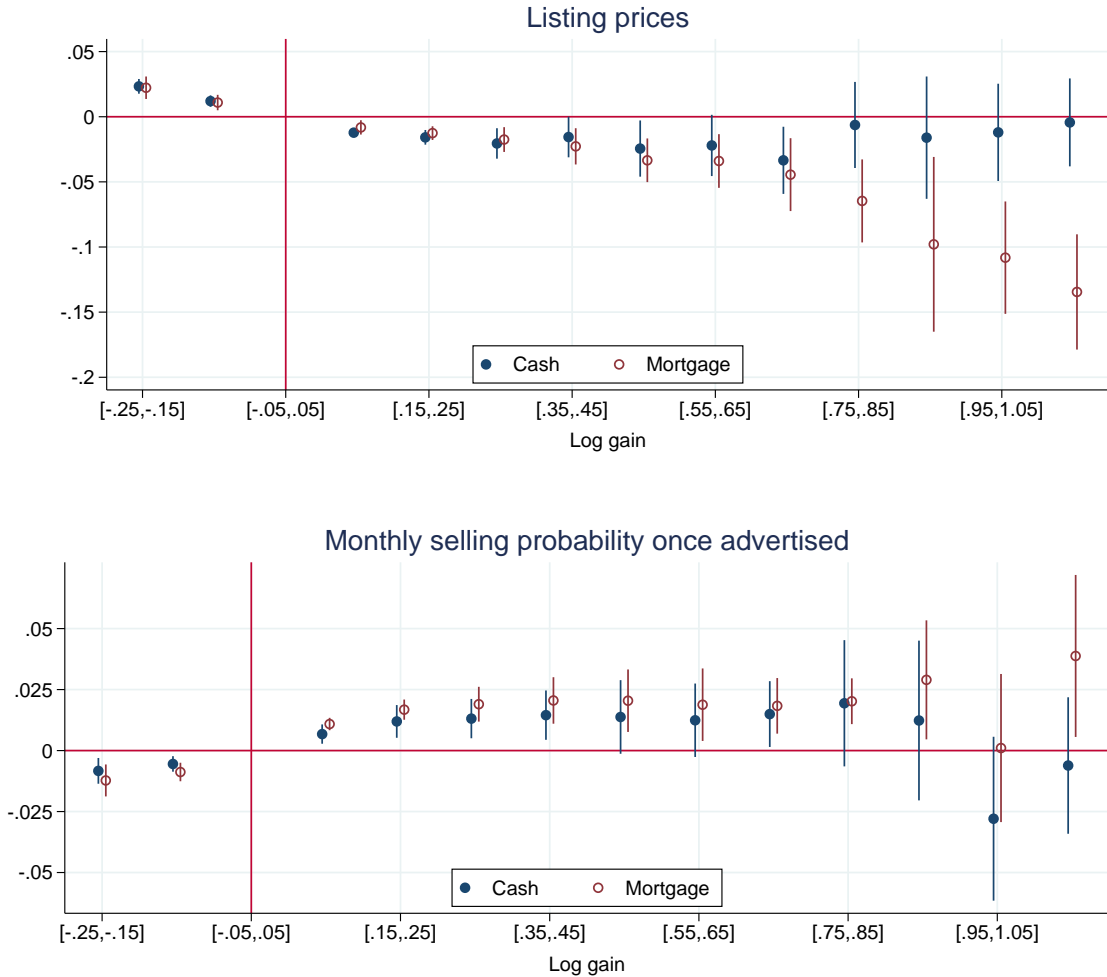 Listing prices
.05
0
-.05
-.1
-.15
-.2
Cash Mortgage
[-.25,-.15] [-.05,.05] [.15,.25] [.35,.45] [.55,.65] [.75,.85] [.95,1.05]
Log gain
Monthly selling probability once advertised
.05
.025
0
-.025
-.05
Cash Mortgage
[-.25,-.15] [-.05,.05] [.15,.25] [.35,.45] [.55,.65] [.75,.85] [.95,1.05]
Log gain